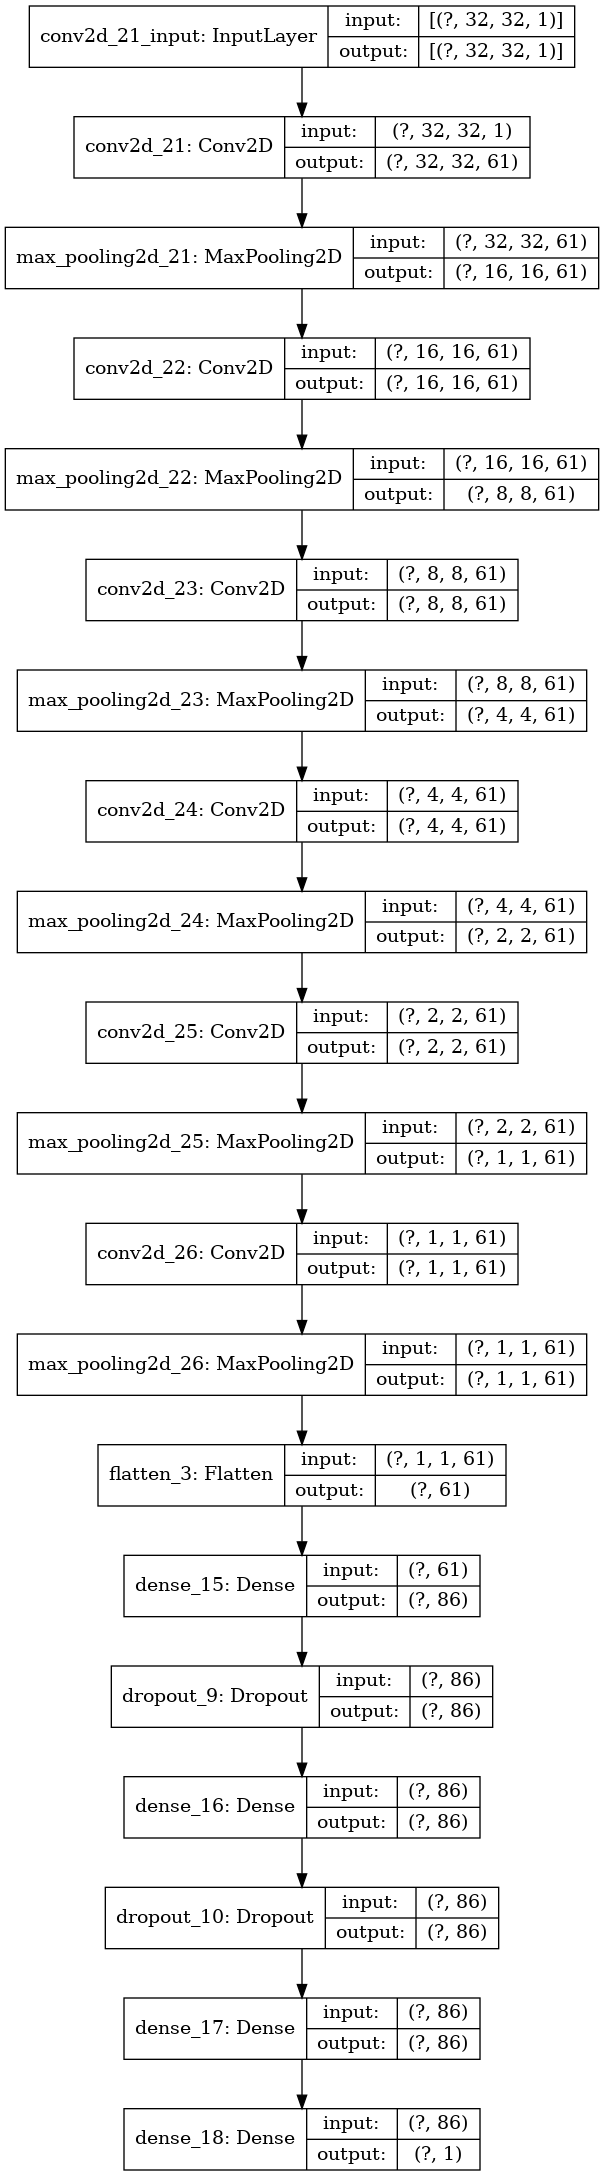 conv2d_21_input: InputLayer input: [(?, 32, 32, 1)]
output: [(?, 32, 32, 1)]
conv2d_21: Conv2D input: (?, 32, 32, 1)
output: (?, 32, 32, 61)
max_pooling2d_21: MaxPooling2D input: (?, 32, 32, 61)
output: (?, 16, 16, 61)
conv2d_22: Conv2D input: (?, 16, 16, 61)
output: (?, 16, 16, 61)
max_pooling2d_22: MaxPooling2D input: (?, 16, 16, 61)
output: (?, 8, 8, 61)
conv2d_23: Conv2D input: (?, 8, 8, 61)
output: (?, 8, 8, 61)
max_pooling2d_23: MaxPooling2D input: (?, 8, 8, 61)
output: (?, 4, 4, 61)
conv2d_24: Conv2D input: (?, 4, 4, 61)
output: (?, 4, 4, 61)
max_pooling2d_24: MaxPooling2D input: (?, 4, 4, 61)
output: (?, 2, 2, 61)
conv2d_25: Conv2D input: (?, 2, 2, 61)
output: (?, 2, 2, 61)
max_pooling2d_25: MaxPooling2D input: (?, 2, 2, 61)
output: (?, 1, 1, 61)
conv2d_26: Conv2D input: (?, 1, 1, 61)
output: (?, 1, 1, 61)
max_pooling2d_26: MaxPooling2D input: (?, 1, 1, 61)
output: (?, 1, 1, 61)
flatten_3: Flatten input: (?, 1, 1, 61)
output: (?, 61)
dense_15: Dense input: (?, 61)
output: (?, 86)
dropout_9: Dropout input: (?, 86)
output: (?, 86)
dense_16: Dense input: (?, 86)
output: (?, 86)
dropout_10: Dropout input: (?, 86)
output: (?, 86)
dense_17: Dense input: (?, 86)
output: (?, 86)
dense_18: Dense input: (?, 86)
output: (?, 1)